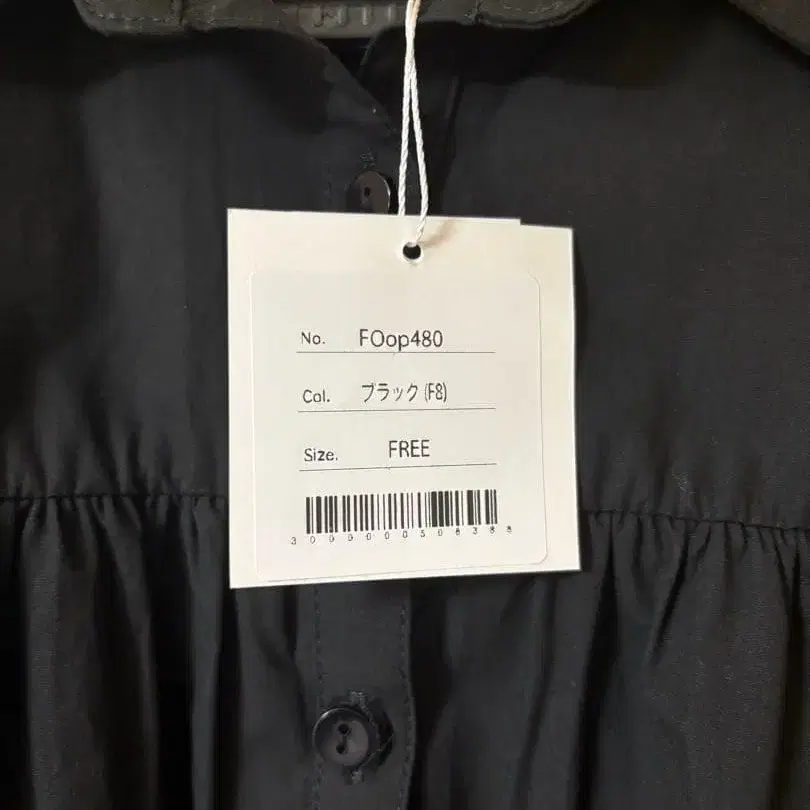 No. FOop480
Col. ブラック (F8)
Size. FREE